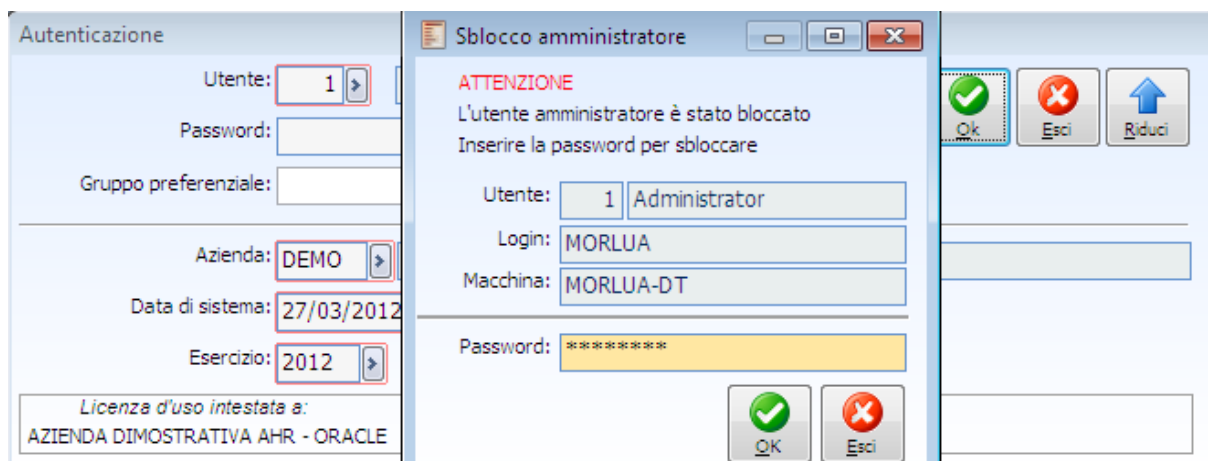 Autenticazione
Utente: 1
Password:
Gruppo preferenziale:
Azienda: DEMO
Data di sistema: 27/03/2012
Esercizio: 2012
Licenza d'uso intestata a:
AZIENDA DIMOSTRATIVA AHR - ORACLE
Sblocco amministratore
ATTENZIONE
L'utente amministratore è stato bloccato
Inserire la password per sbloccare
Utente: 1 Administrator
Login: MORLUA
Macchina: MORLUA-DT
Password: ********
OK Esci
Ok Esci Riduci